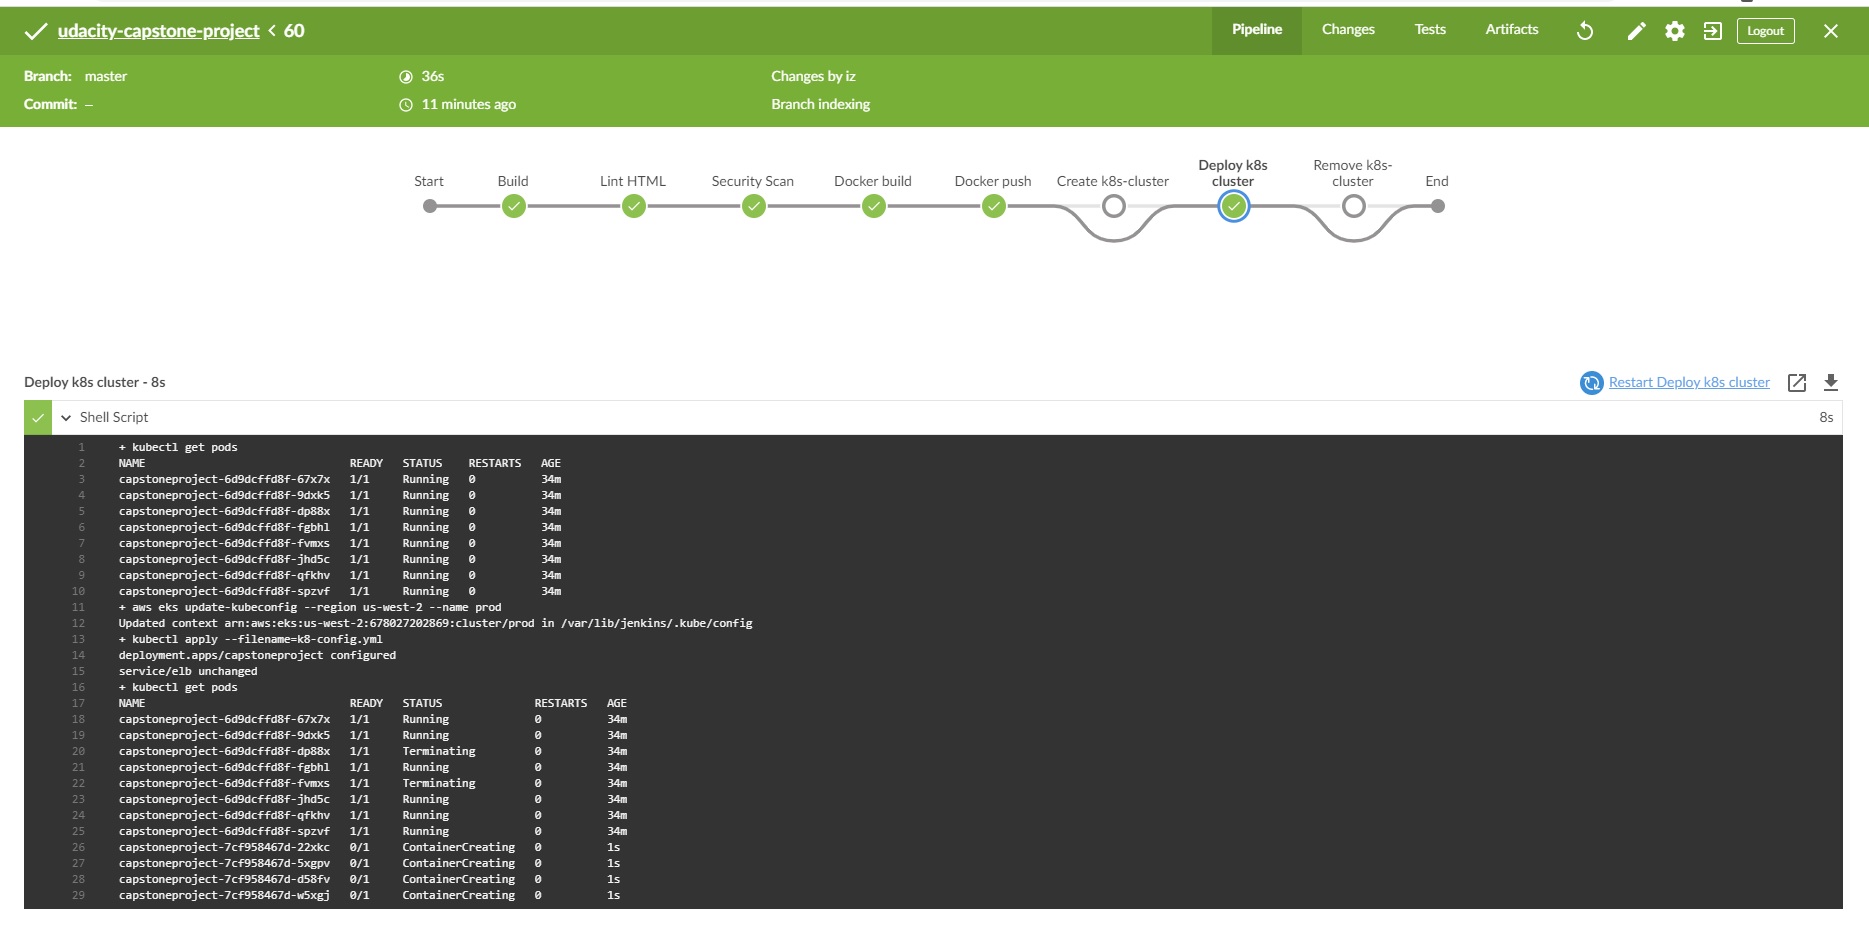 udacity-capstone-project < 60
Pipeline Changes Tests Artifacts Logout
Branch: master 36s Changes by iz
Commit: – 11 minutes ago Branch indexing
Start Build Lint HTML Security Scan Docker build Docker push Create k8s-cluster Deploy k8s cluster Remove k8s-cluster End
Deploy k8s cluster - 8s Restart Deploy k8s cluster
Shell Script 8s
1 + kubectl get pods
2 NAME READY STATUS RESTARTS AGE
3 capstoneproject-6d9dcffd8f-67x7x 1/1 Running 0 34m
4 capstoneproject-6d9dcffd8f-9dxk5 1/1 Running 0 34m
5 capstoneproject-6d9dcffd8f-dp88x 1/1 Running 0 34m
6 capstoneproject-6d9dcffd8f-fgbhl 1/1 Running 0 34m
7 capstoneproject-6d9dcffd8f-fvmxs 1/1 Running 0 34m
8 capstoneproject-6d9dcffd8f-jhd5c 1/1 Running 0 34m
9 capstoneproject-6d9dcffd8f-qfkhv 1/1 Running 0 34m
10 capstoneproject-6d9dcffd8f-spzvf 1/1 Running 0 34m
11 + aws eks update-kubeconfig --region us-west-2 --name prod
12 Updated context arn:aws:eks:us-west-2:678027202869:cluster/prod in /var/lib/jenkins/.kube/config
13 + kubectl apply --filename=k8-config.yml
14 deployment.apps/capstoneproject configured
15 service/elb unchanged
16 + kubectl get pods
17 NAME READY STATUS RESTARTS AGE
18 capstoneproject-6d9dcffd8f-67x7x 1/1 Running 0 34m
19 capstoneproject-6d9dcffd8f-9dxk5 1/1 Running 0 34m
20 capstoneproject-6d9dcffd8f-dp88x 1/1 Terminating 0 34m
21 capstoneproject-6d9dcffd8f-fgbhl 1/1 Running 0 34m
22 capstoneproject-6d9dcffd8f-fvmxs 1/1 Terminating 0 34m
23 capstoneproject-6d9dcffd8f-jhd5c 1/1 Running 0 34m
24 capstoneproject-6d9dcffd8f-qfkhv 1/1 Running 0 34m
25 capstoneproject-6d9dcffd8f-spzvf 1/1 Running 0 34m
26 capstoneproject-7cf958467d-22xkc 0/1 ContainerCreating 0 1s
27 capstoneproject-7cf958467d-5xgpv 0/1 ContainerCreating 0 1s
28 capstoneproject-7cf958467d-d58fv 0/1 ContainerCreating 0 1s
29 capstoneproject-7cf958467d-w5xgj 0/1 ContainerCreating 0 1s